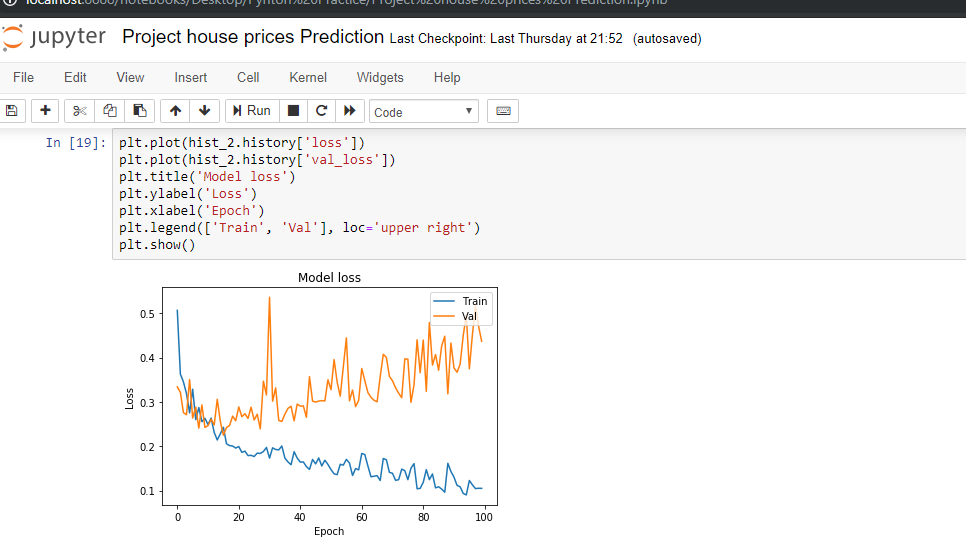 localhost:8888/notebooks/Desktop/Pyhton%20Practice/Project%20house%20prices%20Prediction.ipynb
jupyter Project house prices Prediction Last Checkpoint: Last Thursday at 21:52 (autosaved)
File Edit View Insert Cell Kernel Widgets Help
Run Code
In [19]: plt.plot(hist_2.history['loss'])
plt.plot(hist_2.history['val_loss'])
plt.title('Model loss')
plt.ylabel('Loss')
plt.xlabel('Epoch')
plt.legend(['Train', 'Val'], loc='upper right')
plt.show()
Model loss
Train
Val
0.5
0.4
0.3
0.2
0.1
Loss
0 20 40 60 80 100
Epoch